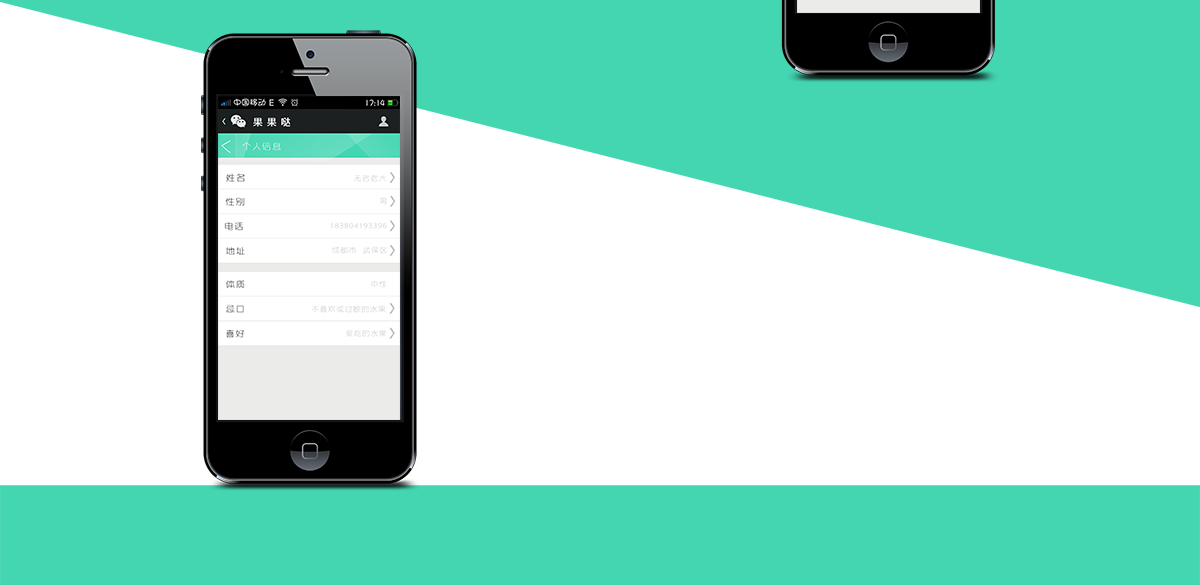 中国移动 E 17:14
果果哒
个人信息
姓名 无名老大
性别 男
电话 183804193396
地址 成都市 武侯区
体质 中性
忌口 不喜欢或过敏的水果
喜好 爱吃的水果